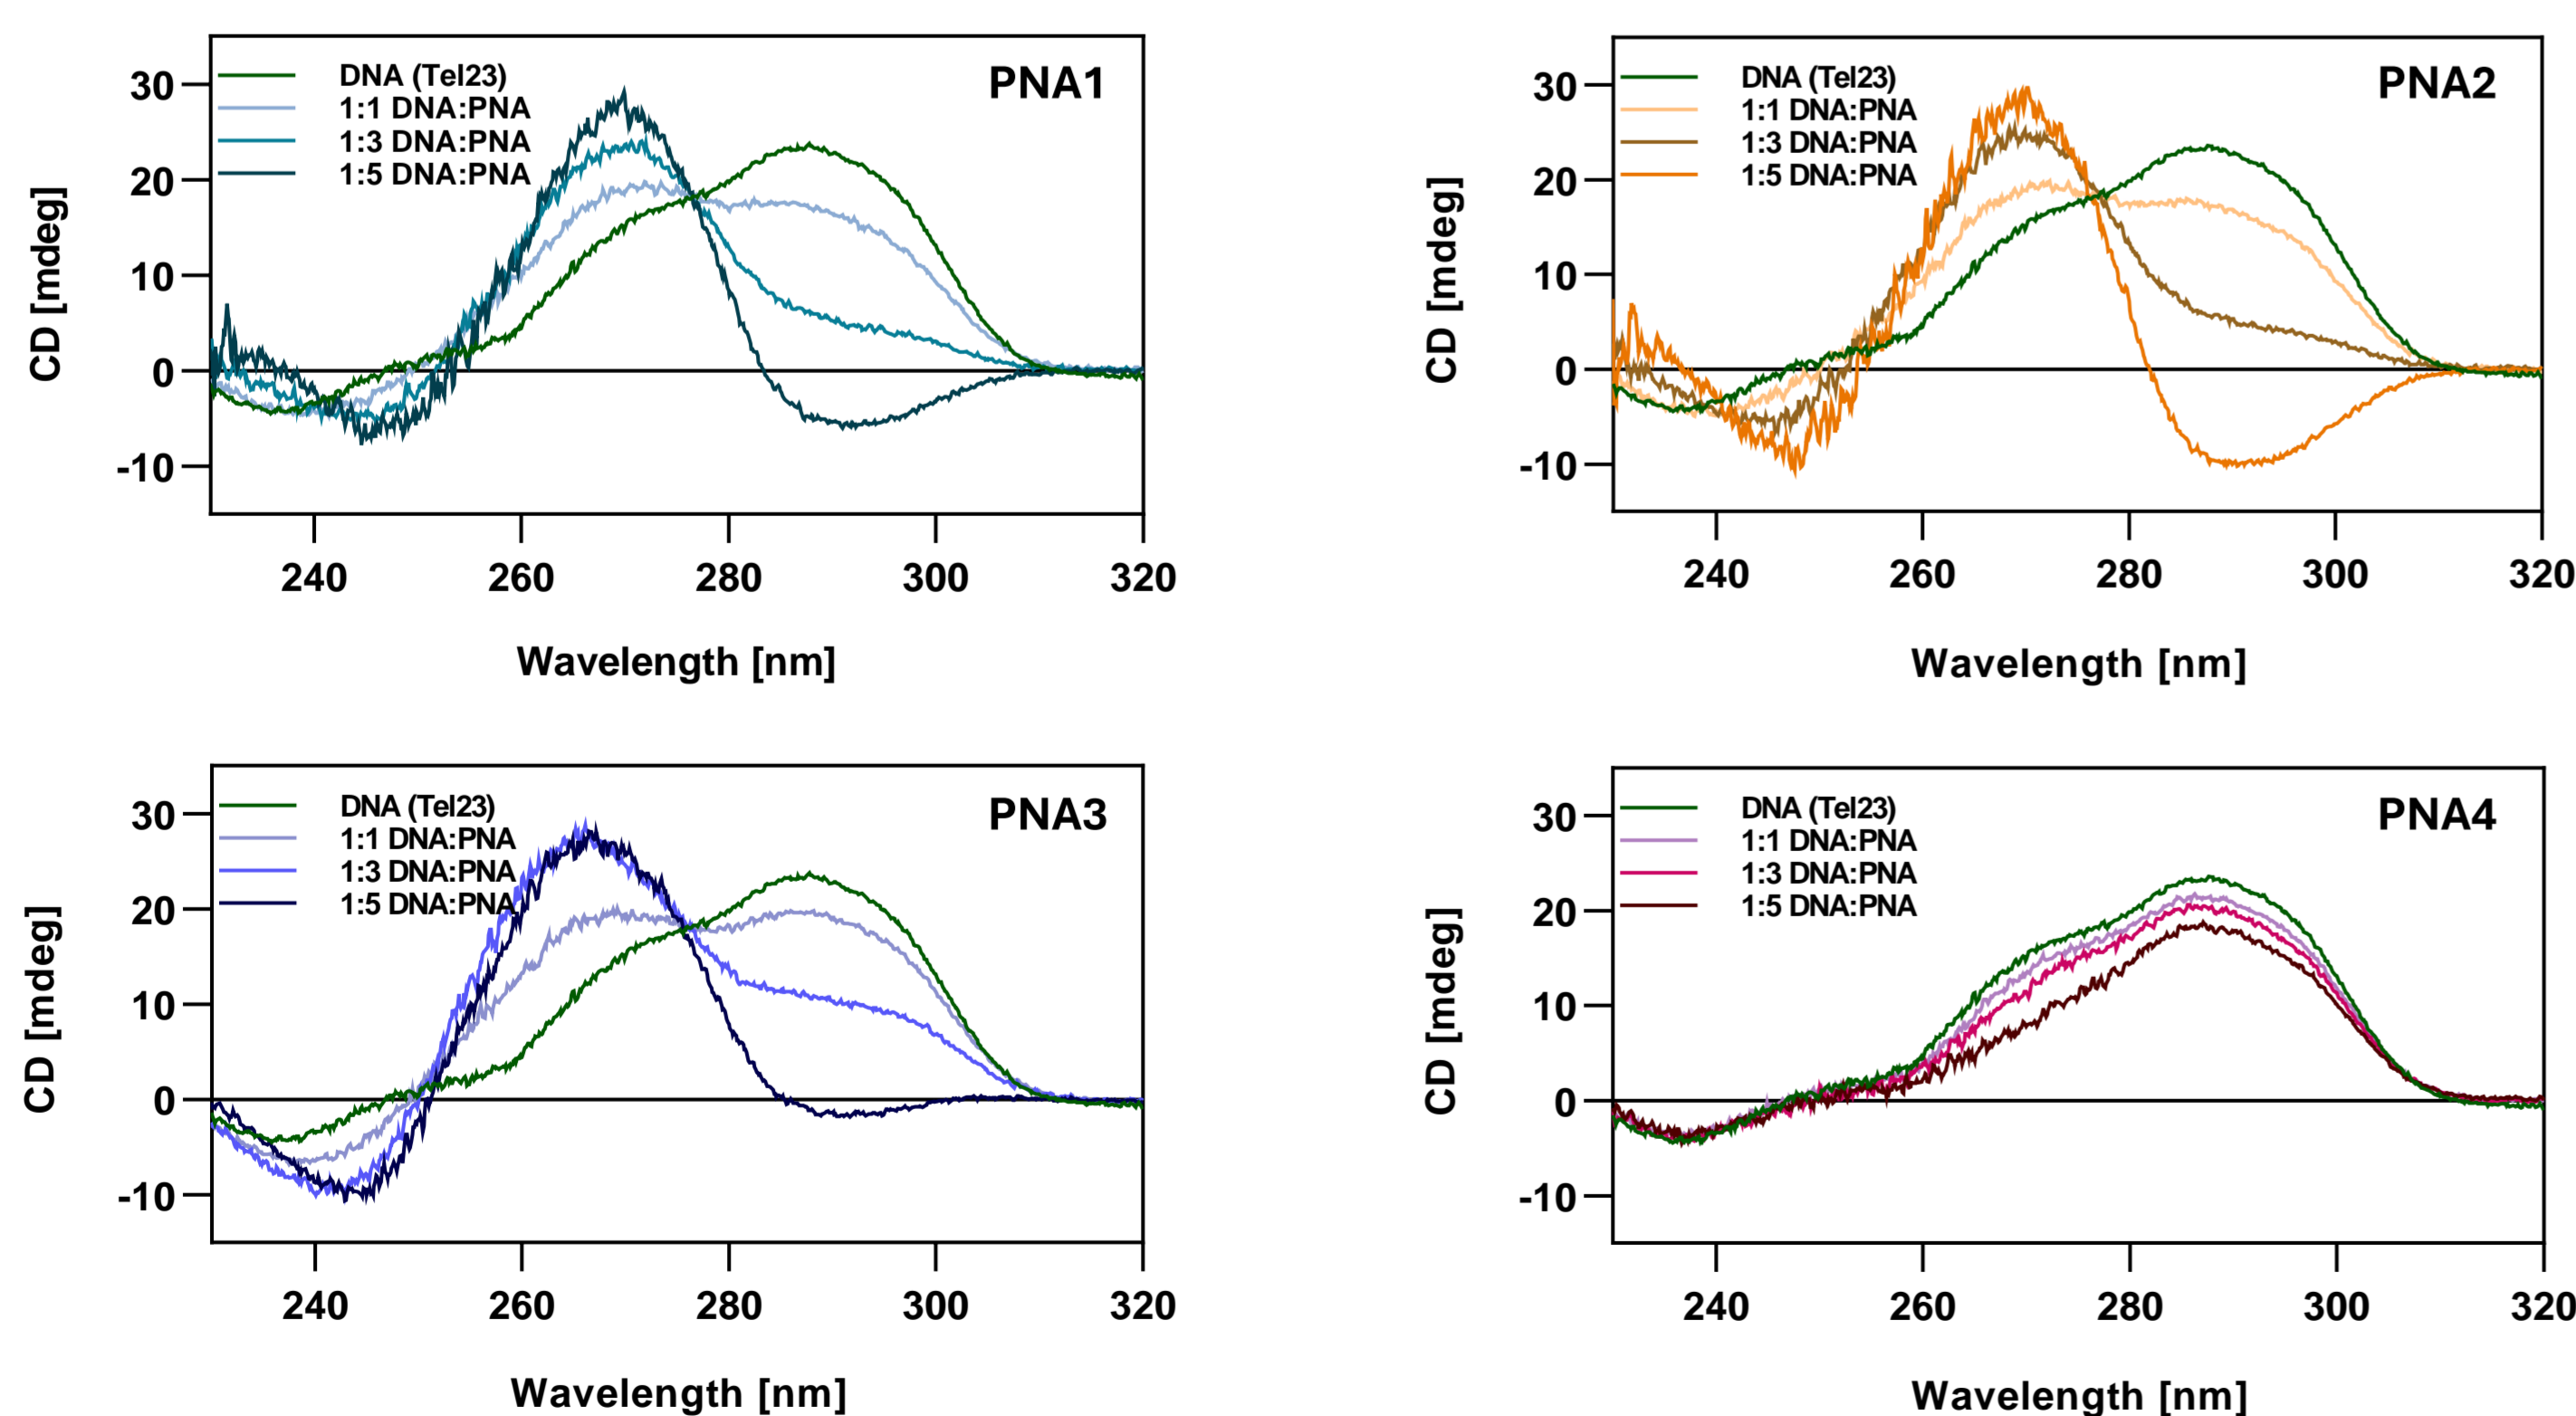 PNA1
DNA (Tel23)
1:1 DNA:PNA
1:3 DNA:PNA
1:5 DNA:PNA
30
20
10
0
-10
CD [mdeg]
240 260 280 300 320
Wavelength [nm]
PNA2
DNA (Tel23)
1:1 DNA:PNA
1:3 DNA:PNA
1:5 DNA:PNA
30
20
10
0
-10
CD [mdeg]
240 260 280 300 320
Wavelength [nm]
PNA3
DNA (Tel23)
1:1 DNA:PNA
1:3 DNA:PNA
1:5 DNA:PNA
30
20
10
0
-10
CD [mdeg]
240 260 280 300 320
Wavelength [nm]
PNA4
DNA (Tel23)
1:1 DNA:PNA
1:3 DNA:PNA
1:5 DNA:PNA
30
20
10
0
-10
CD [mdeg]
240 260 280 300 320
Wavelength [nm]